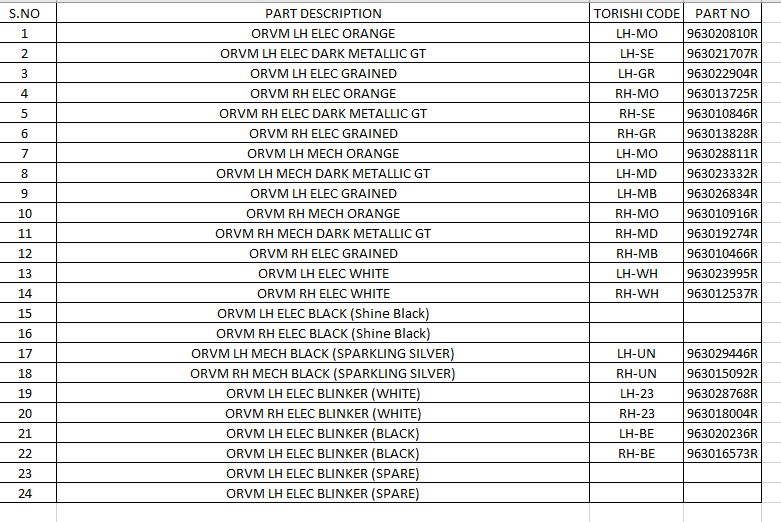 S.NO PART DESCRIPTION TORISHI CODE PART NO
1 ORVM LH ELEC ORANGE LH-MO 963020810R
2 ORVM LH ELEC DARK METALLIC GT LH-SE 963021707R
3 ORVM LH ELEC GRAINED LH-GR 963022904R
4 ORVM RH ELEC ORANGE RH-MO 963013725R
5 ORVM RH ELEC DARK METALLIC GT RH-SE 963010846R
6 ORVM RH ELEC GRAINED RH-GR 963013828R
7 ORVM LH MECH ORANGE LH-MO 963028811R
8 ORVM LH MECH DARK METALLIC GT LH-MD 963023332R
9 ORVM LH ELEC GRAINED LH-MB 963026834R
10 ORVM RH MECH ORANGE RH-MO 963010916R
11 ORVM RH MECH DARK METALLIC GT RH-MD 963019274R
12 ORVM RH ELEC GRAINED RH-MB 963010466R
13 ORVM LH ELEC WHITE LH-WH 963023995R
14 ORVM RH ELEC WHITE RH-WH 963012537R
15 ORVM LH ELEC BLACK (Shine Black)
16 ORVM RH ELEC BLACK (Shine Black)
17 ORVM LH MECH BLACK (SPARKLING SILVER) LH-UN 963029446R
18 ORVM RH MECH BLACK (SPARKLING SILVER) RH-UN 963015092R
19 ORVM LH ELEC BLINKER (WHITE) LH-23 963028768R
20 ORVM RH ELEC BLINKER (WHITE) RH-23 963018004R
21 ORVM LH ELEC BLINKER (BLACK) LH-BE 963020236R
22 ORVM LH ELEC BLINKER (BLACK) RH-BE 963016573R
23 ORVM LH ELEC BLINKER (SPARE)
24 ORVM LH ELEC BLINKER (SPARE)